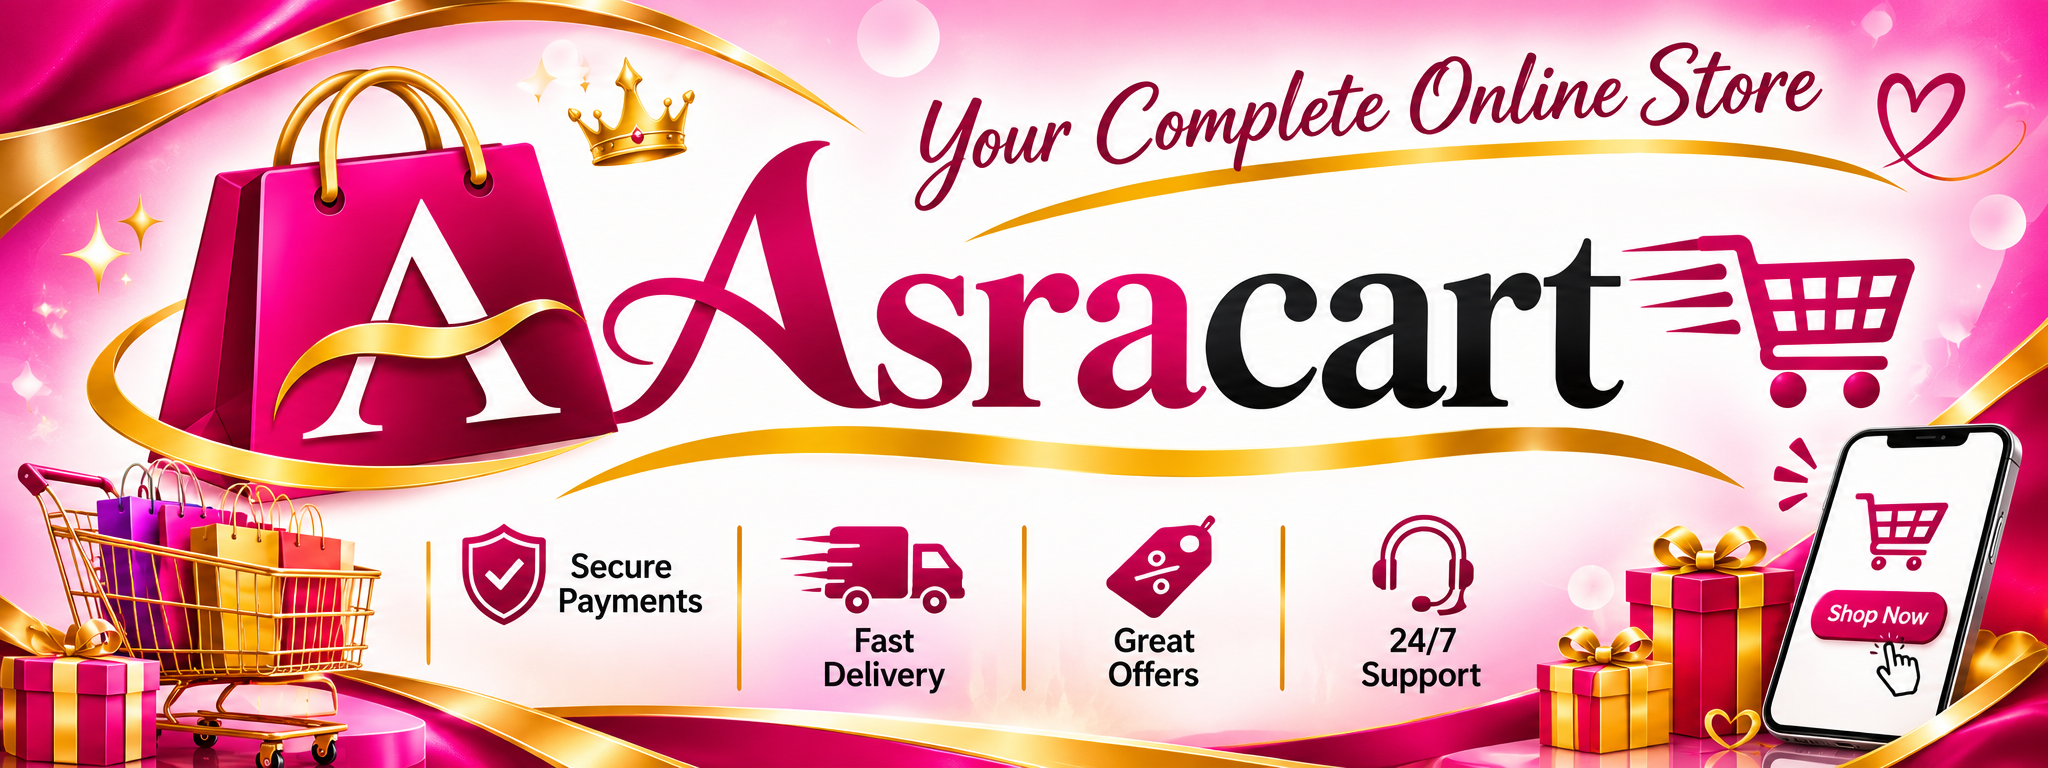 Your Complete Online Store
A
Asracart
Secure
Payments
Fast
Delivery
Great
Offers
24/7
Support
Shop Now